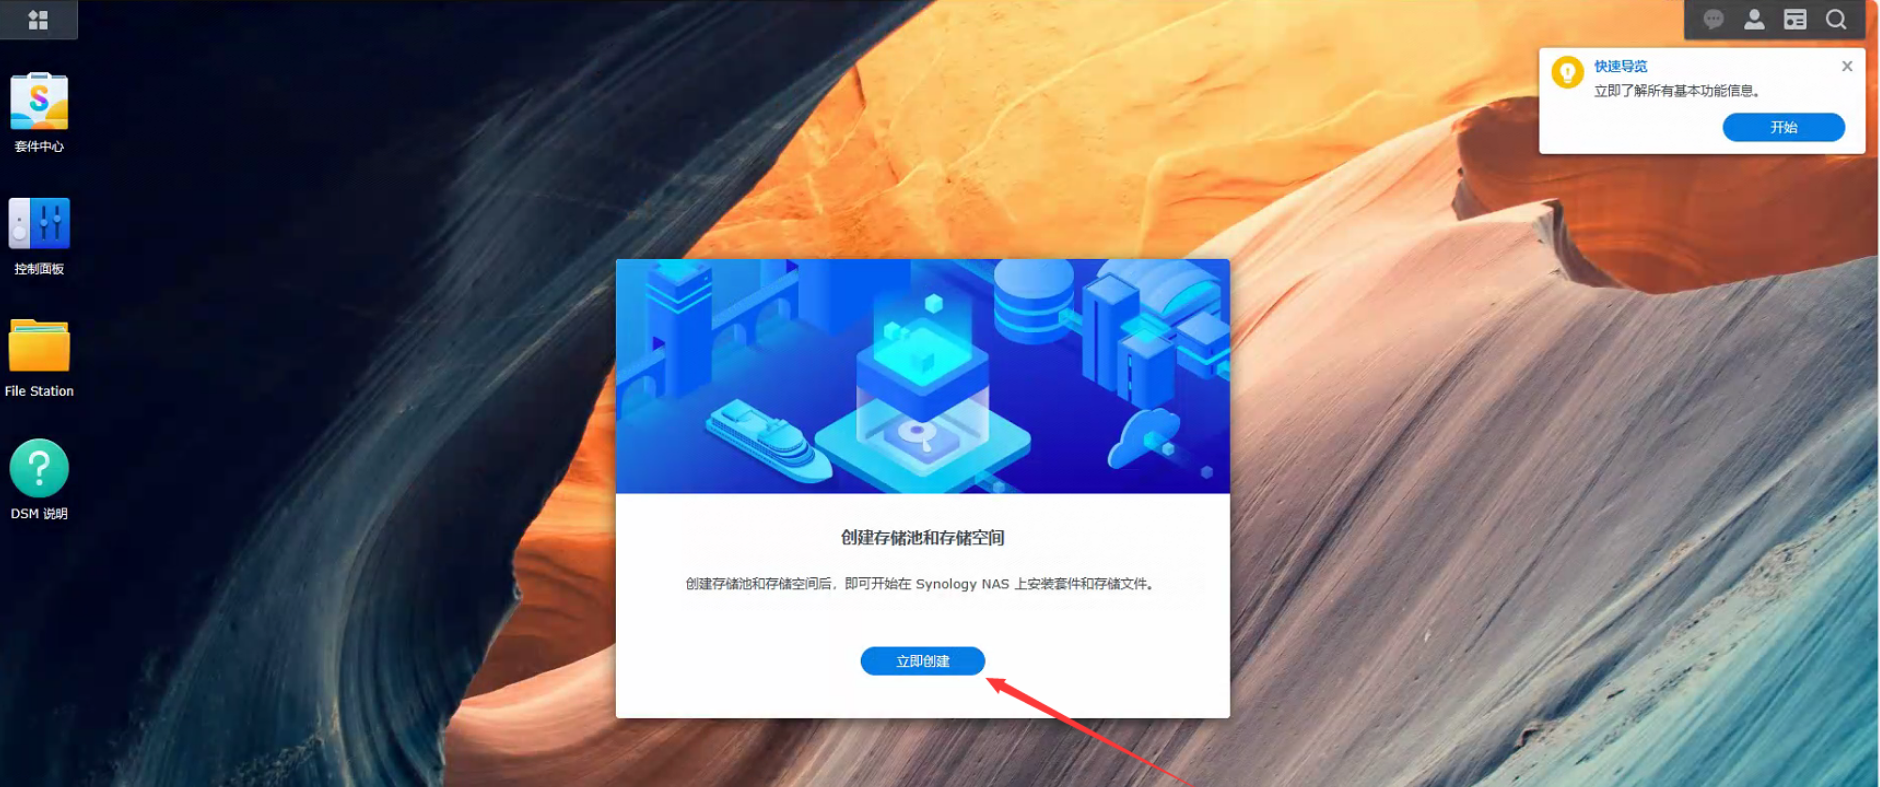 套件中心
控制面板
File Station
DSM 说明
快速导览
立即了解所有基本功能信息。
开始
创建存储池和存储空间
创建存储池和存储空间后，即可开始在 Synology NAS 上安装套件和存储文件。
立即创建